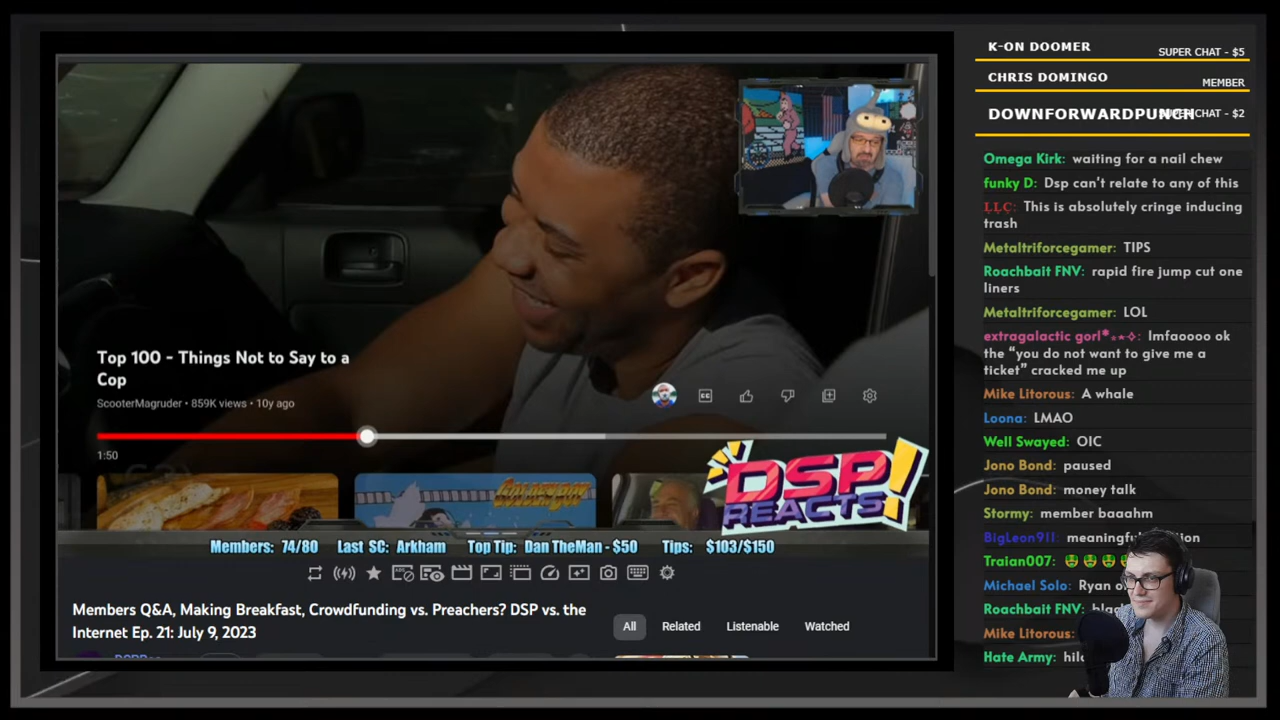 K-ON DOOMER
SUPER CHAT - $5
CHRIS DOMINGO
MEMBER
DOWNFORWARDPUNCH
SUPER CHAT - $2
Omega Kirk: waiting for a nail chew
funky D: Dsp can't relate to any of this
ĻĻÇ: This is absolutely cringe inducing
trash
Metaltriforcegamer: TIPS
Roachbait FNV: rapid fire jump cut one
liners
Metaltriforcegamer: LOL
extragalactic gorl*⋆⭒✧: lmfaoooo ok
the “you do not want to give me a
ticket” cracked me up
Mike Litorous: A whale
Loona: LMAO
Well Swayed: OIC
Jono Bond: paused
Jono Bond: money talk
Stormy: member baaahm
BigLeon911:
Traian007:
Michael Solo: Ryan
Roachbait FNV:
Mike Litorous:
Hate Army:
Top 100 - Things Not to Say to a
Cop
ScooterMagruder • 859K views • 10y ago
CC
1:50
DSP
REACTS!
Members: 74/80 Last SC: Arkham Top Tip: Dan TheMan - $50 Tips: $103/$150
Members Q&A, Making Breakfast, Crowdfunding vs. Preachers? DSP vs. the
Internet Ep. 21: July 9, 2023
All Related Listenable Watched